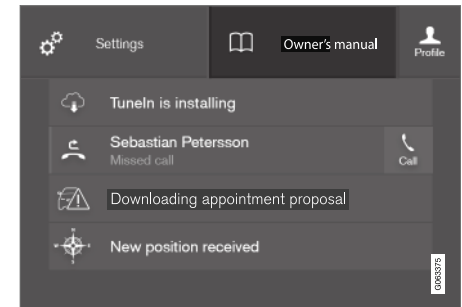 Settings
Owner's manual
Profile
TuneIn is installing
Sebastian Petersson
Missed call
Call
Downloading appointment proposal
New position received
G063375